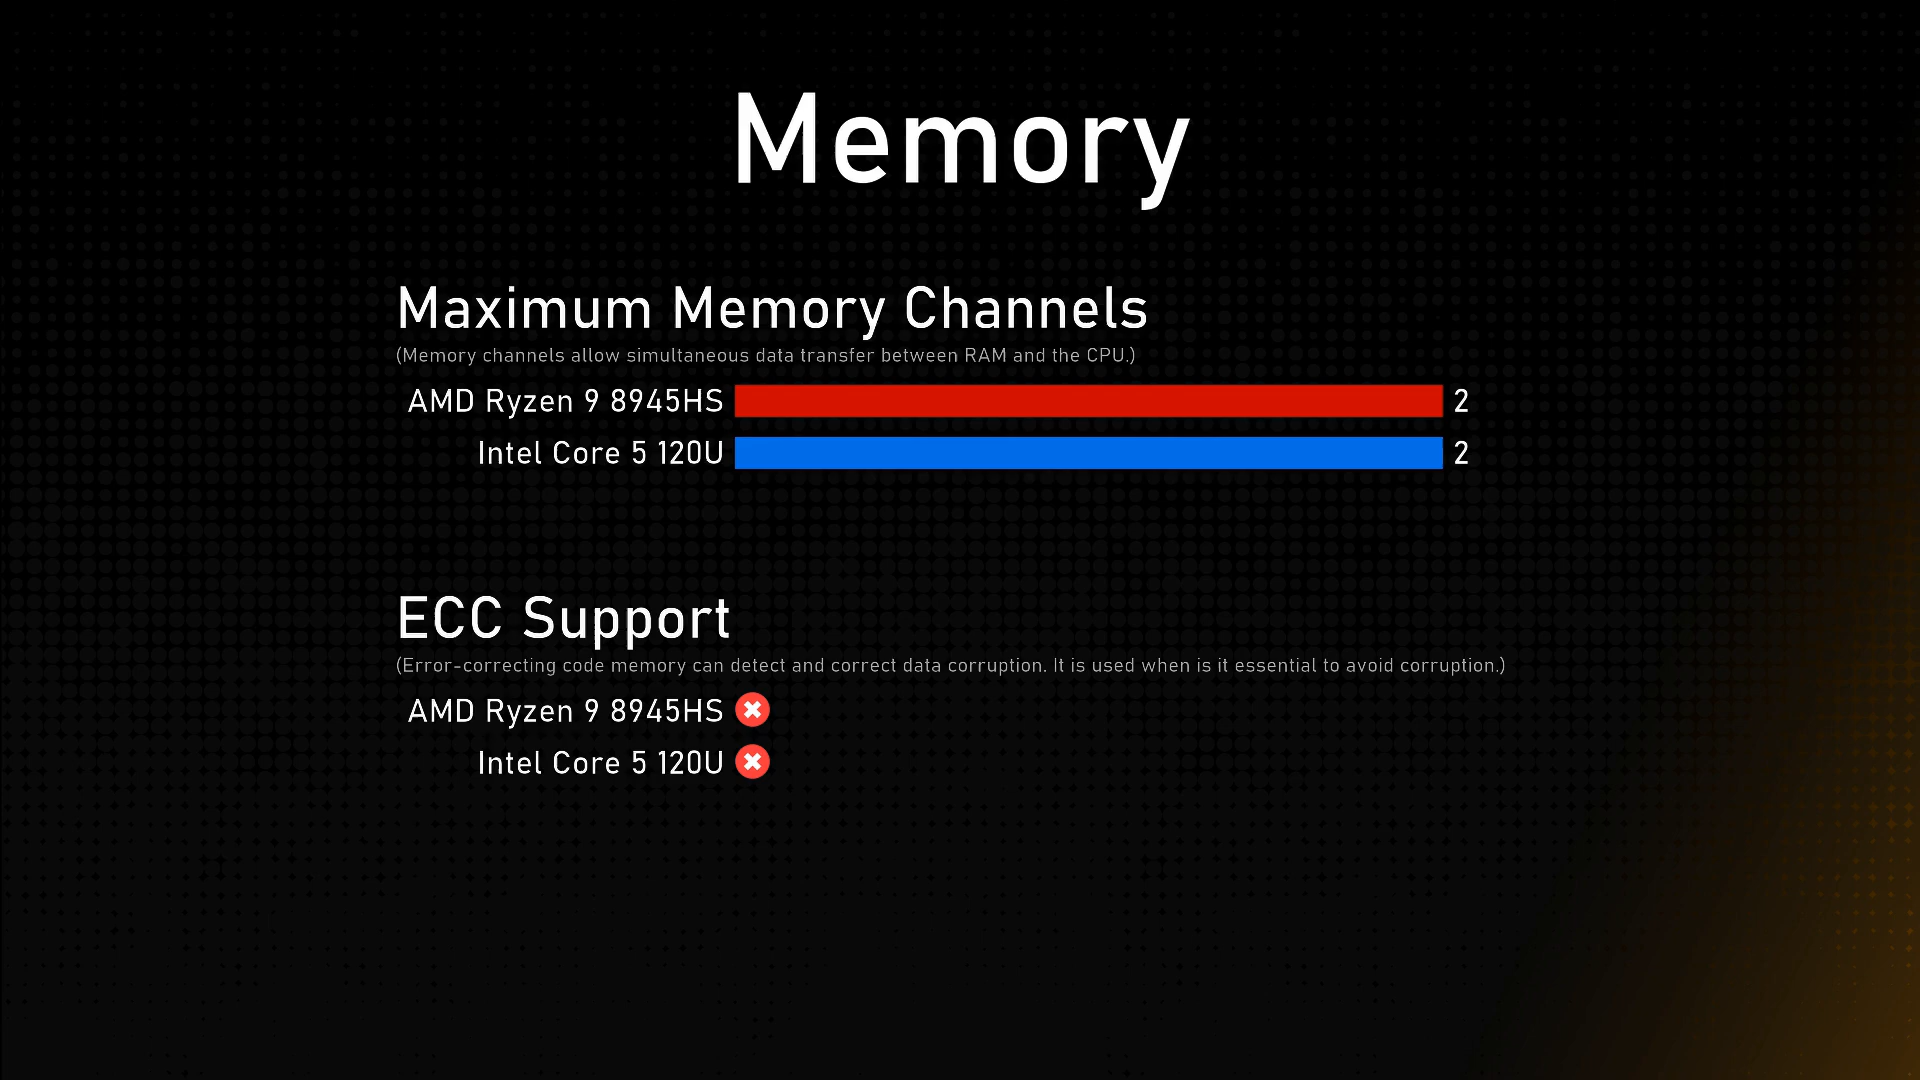 Memory
Maximum Memory Channels
(Memory channels allow simultaneous data transfer between RAM and the CPU.)
AMD Ryzen 9 8945HS 2
Intel Core 5 120U 2
ECC Support
(Error-correcting code memory can detect and correct data corruption. It is used when is it essential to avoid corruption.)
AMD Ryzen 9 8945HS
Intel Core 5 120U